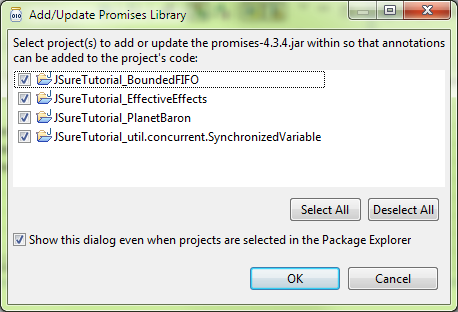 Add/Update Promises Library
Select project(s) to add or update the promises-4.3.4.jar within so that annotations
can be added to the project's code:
JSureTutorial_BoundedFIFO
JSureTutorial_EffectiveEffects
JSureTutorial_PlanetBaron
JSureTutorial_util.concurrent.SynchronizedVariable
Select All
Deselect All
Show this dialog even when projects are selected in the Package Explorer
OK
Cancel